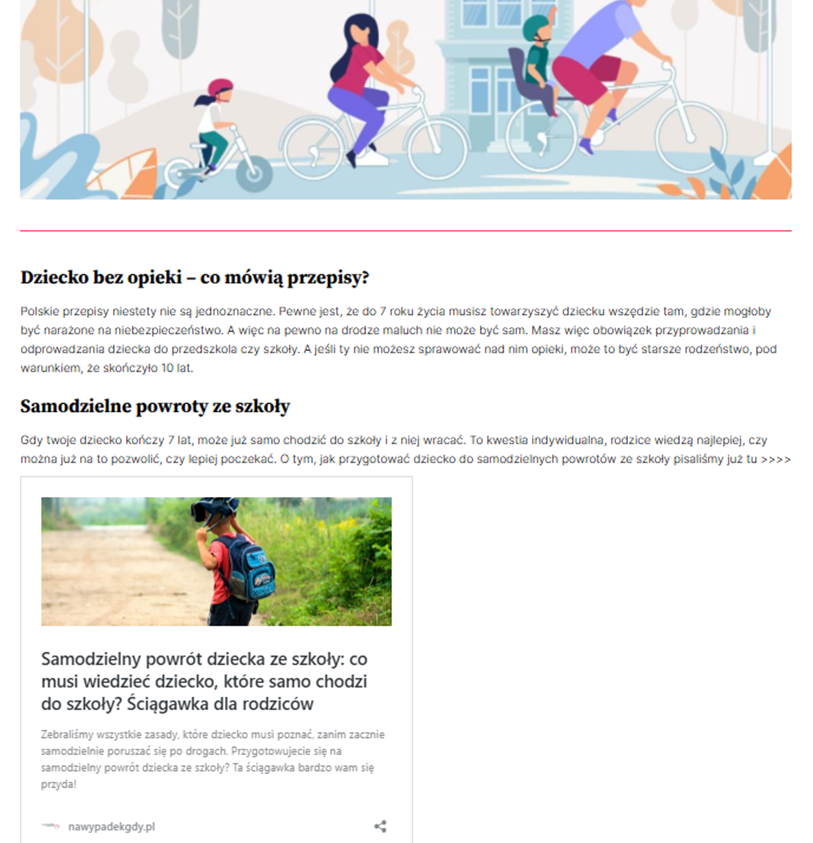 Dziecko bez opieki – co mówią przepisy?
Polskie przepisy niestety nie są jednoznaczne. Pewne jest, że do 7 roku życia musisz towarzyszyć dziecku wszędzie tam, gdzie mogłoby
być narażone na niebezpieczeństwo. A więc na pewno na drodze maluch nie może być sam. Masz więc obowiązek przyprowadzania i
odprowadzania dziecka do przedszkola czy szkoły. A jeśli ty nie możesz sprawować nad nim opieki, może to być starsze rodzeństwo, pod
warunkiem, że skończyło 10 lat.
Samodzielne powroty ze szkoły
Gdy twoje dziecko kończy 7 lat, może już samo chodzić do szkoły i z niej wracać. To kwestia indywidualna, rodzice wiedzą najlepiej, czy
można już na to pozwolić, czy lepiej poczekać. O tym, jak przygotować dziecko do samodzielnych powrotów ze szkoły pisaliśmy już tu >>>>
Samodzielny powrót dziecka ze szkoły: co
musi wiedzieć dziecko, które samo chodzi
do szkoły? Ściągawka dla rodziców
Zebraliśmy wszystkie zasady, które dziecko musi poznać, zanim zacznie
samodzielnie poruszać się po drogach. Przygotowujecie się na
samodzielny powrót dziecka ze szkoły? Ta ściągawka bardzo wam się
przyda!
nawypadekgdy.pl